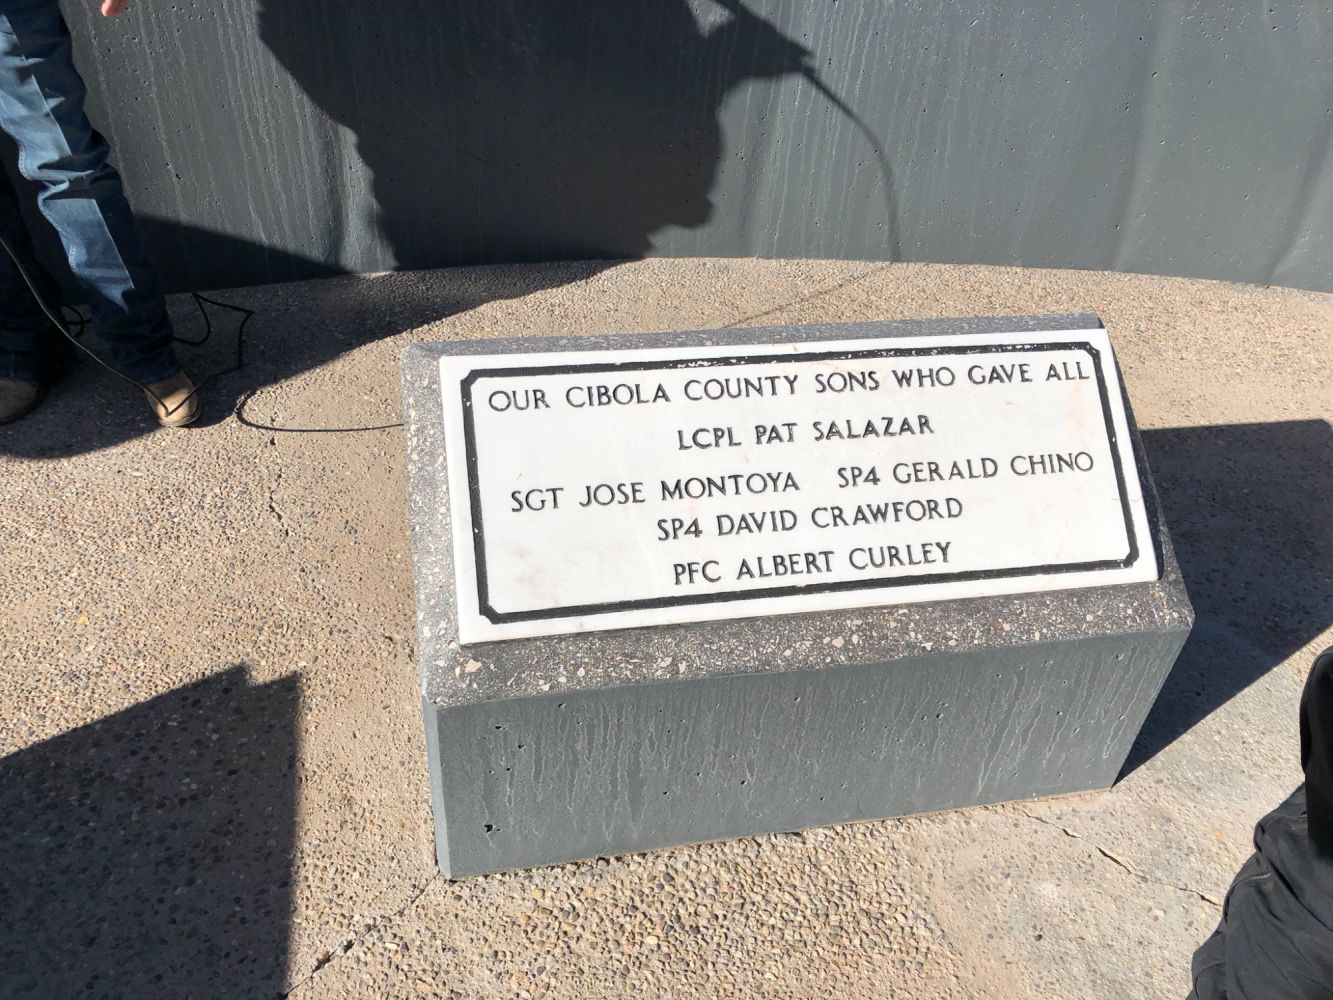 OUR CIBOLA COUNTY SONS WHO GAVE ALL
LCPL PAT SALAZAR
SGT JOSE MONTOYA SP4 GERALD CHINO
SP4 DAVID CRAWFORD
PFC ALBERT CURLEY